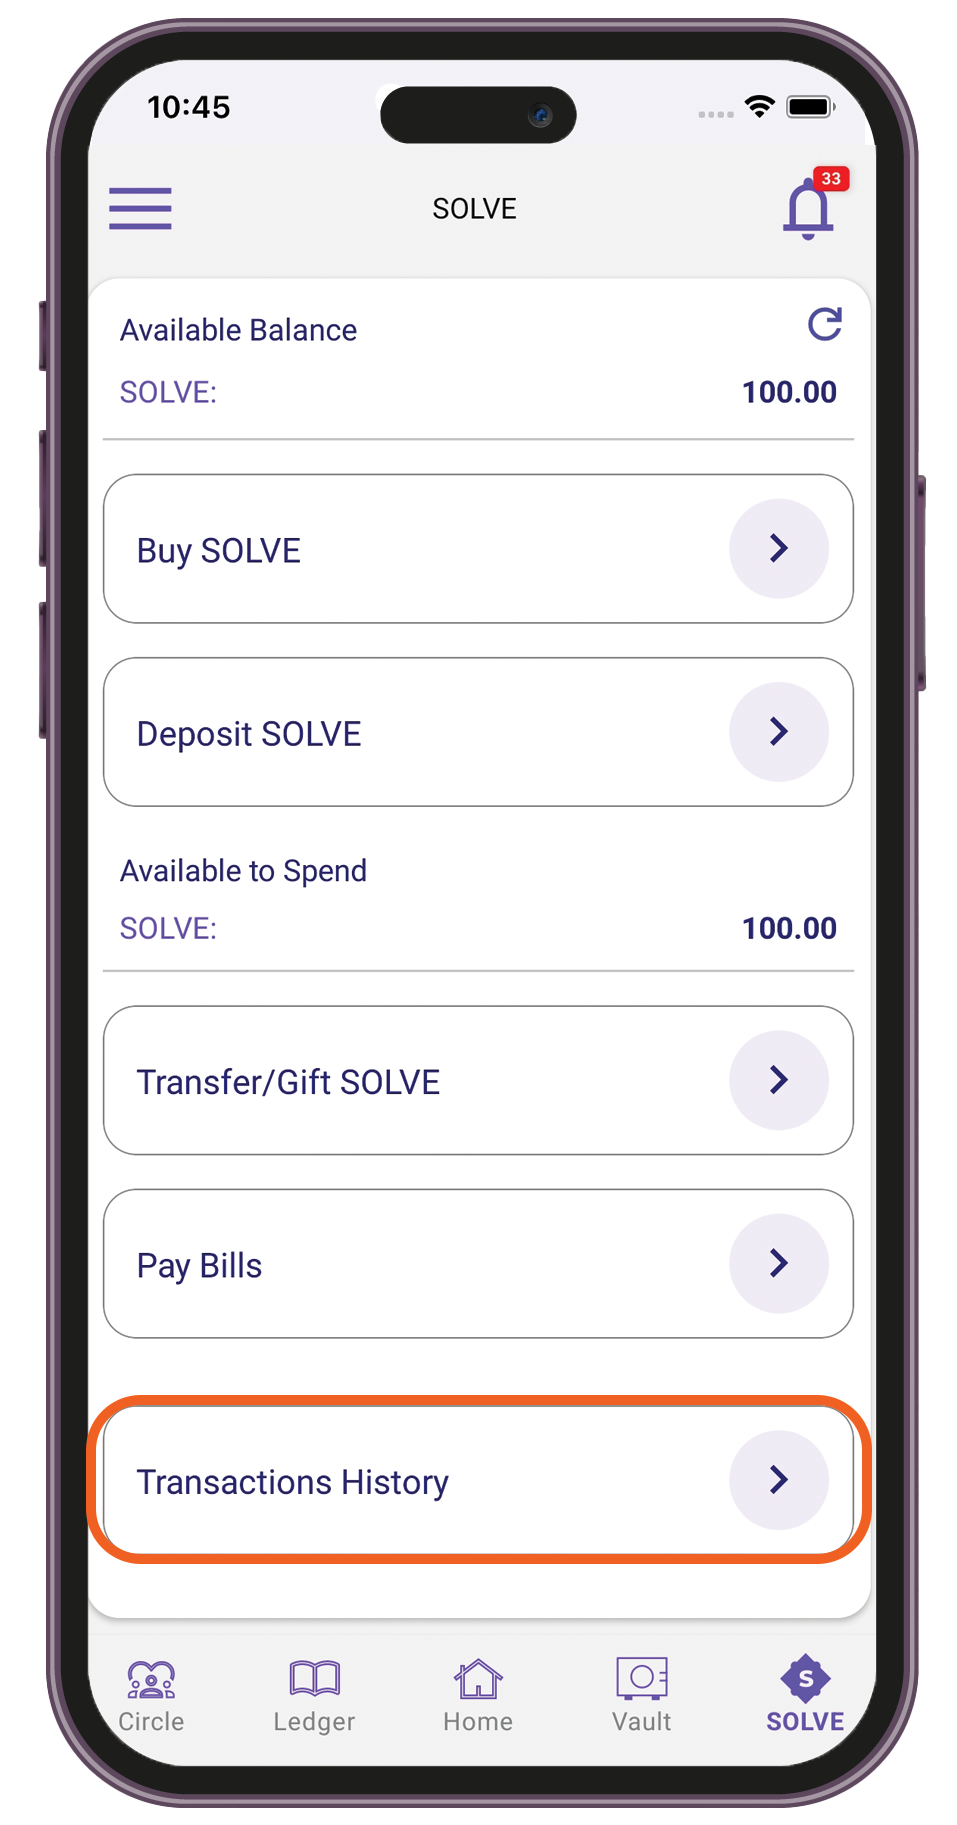 10:45
SOLVE
33
Available Balance
SOLVE: 100.00
Buy SOLVE
Deposit SOLVE
Available to Spend
SOLVE: 100.00
Transfer/Gift SOLVE
Pay Bills
Transactions History
S
Circle Ledger Home Vault SOLVE